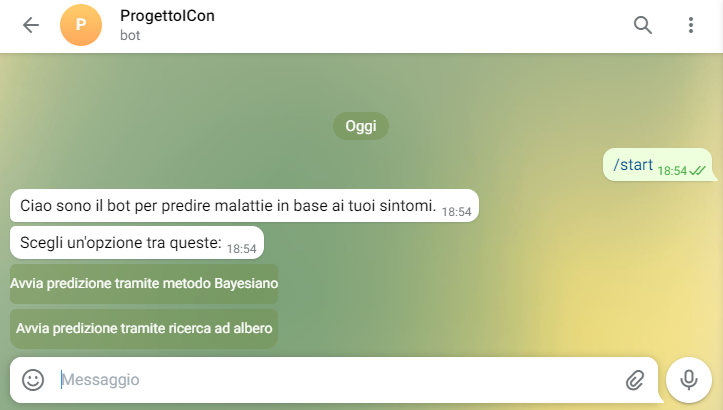 P
ProgettoICon
bot
Oggi
/start 18:54
Ciao sono il bot per predire malattie in base ai tuoi sintomi. 18:54
Scegli un'opzione tra queste: 18:54
Avvia predizione tramite metodo Bayesiano
Avvia predizione tramite ricerca ad albero
Messaggio